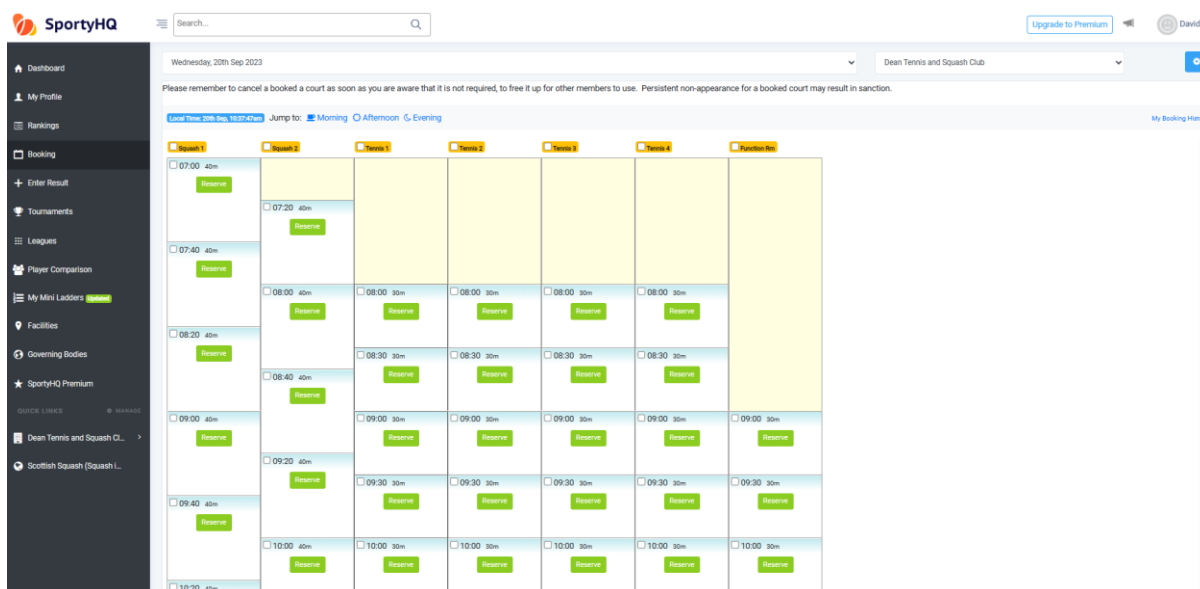 SportyHQ
Search...
Upgrade to Premium
David
Dashboard
My Profile
Rankings
Booking
Enter Result
Tournaments
Leagues
Player Comparison
My Mini Ladders Updated
Facilities
Governing Bodies
SportyHQ Premium
QUICK LINKS MANAGE
Dean Tennis and Squash Cl...
Scottish Squash (Squash i...
Wednesday, 20th Sep 2023
Dean Tennis and Squash Club
Please remember to cancel a booked a court as soon as you are aware that it is not required, to free it up for other members to use. Persistent non-appearance for a booked court may result in sanction.
Local Time: 20th Sep, 10:37:47am Jump to: Morning Afternoon Evening
My Booking Hist
Squash 1 Squash 2 Tennis 1 Tennis 2 Tennis 3 Tennis 4 Function Rm
07:00 40m
Reserve
07:20 40m
Reserve
07:40 40m
Reserve
08:00 40m 08:00 30m 08:00 30m 08:00 30m 08:00 30m
Reserve Reserve Reserve Reserve Reserve
08:20 40m
Reserve
08:30 30m 08:30 30m 08:30 30m 08:30 30m
Reserve Reserve Reserve Reserve
08:40 40m
Reserve
09:00 40m 09:00 30m 09:00 30m 09:00 30m 09:00 30m 09:00 30m
Reserve Reserve Reserve Reserve Reserve Reserve
09:20 40m
Reserve
09:30 30m 09:30 30m 09:30 30m 09:30 30m 09:30 30m
Reserve Reserve Reserve Reserve Reserve
09:40 40m
Reserve
10:00 40m 10:00 30m 10:00 30m 10:00 30m 10:00 30m 10:00 30m
Reserve Reserve Reserve Reserve Reserve Reserve
10:20 40m